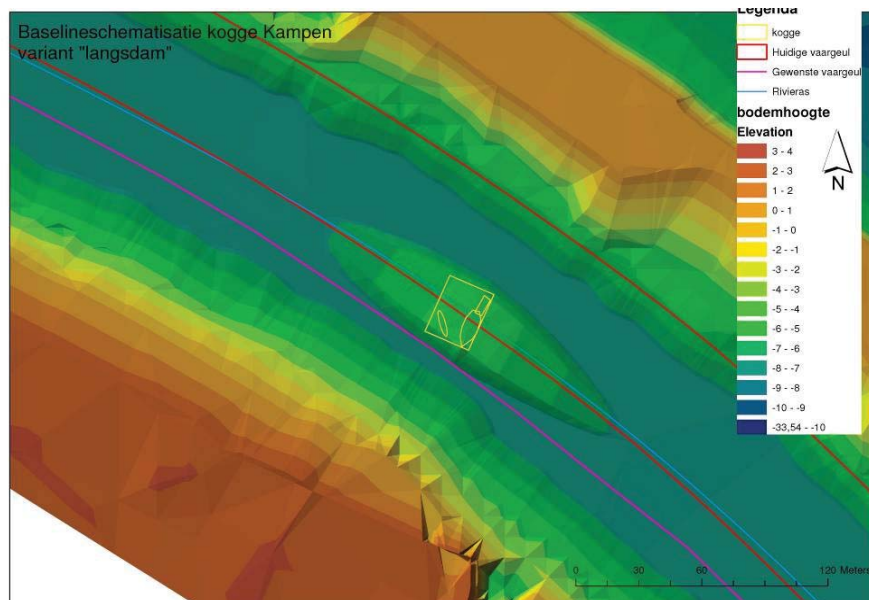 Baselineschematisatie kogge Kampen
variant "langsdam"
Legenda
kogge
Huidige vaargeul
Gewenste vaargeul
Rivieras
bodemhoogte
Elevation
3 - 4
2 - 3
1 - 2
0 - 1
-1 - 0
-2 - -1
-3 - -2
-4 - -3
-5 - -4
-6 - -5
-7 - -6
-8 - -7
-9 - -8
-10 - -9
-33,54 - -10
N
0 30 60 120 Meters